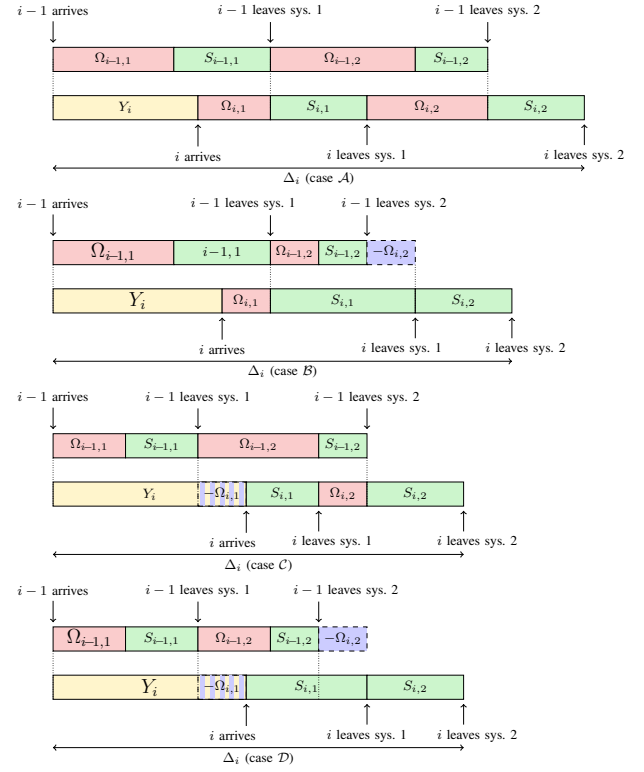 i − 1 arrives i − 1 leaves sys. 1 i − 1 leaves sys. 2
Ω_{i−1,1} S_{i−1,1} Ω_{i−1,2} S_{i−1,2}
Y_i Ω_{i,1} S_{i,1} Ω_{i,2} S_{i,2}
i arrives i leaves sys. 1 i leaves sys. 2
Δ_i (case 𝒜)
i − 1 arrives i − 1 leaves sys. 1 i − 1 leaves sys. 2
Ω_{i−1,1} i−1, 1 Ω_{i−1,2} S_{i−1,2} −Ω_{i,2}
Y_i Ω_{i,1} S_{i,1} S_{i,2}
i arrives i leaves sys. 1 i leaves sys. 2
Δ_i (case ℬ)
i − 1 arrives i − 1 leaves sys. 1 i − 1 leaves sys. 2
Ω_{i−1,1} S_{i−1,1} Ω_{i−1,2} S_{i−1,2}
Y_i −Ω_{i,1} S_{i,1} Ω_{i,2} S_{i,2}
i arrives i leaves sys. 1 i leaves sys. 2
Δ_i (case 𝒞)
i − 1 arrives i − 1 leaves sys. 1 i − 1 leaves sys. 2
Ω_{i−1,1} S_{i−1,1} Ω_{i−1,2} S_{i−1,2} −Ω_{i,2}
Y_i −Ω_{i,1} S_{i,1} S_{i,2}
i arrives i leaves sys. 1 i leaves sys. 2
Δ_i (case 𝒟)